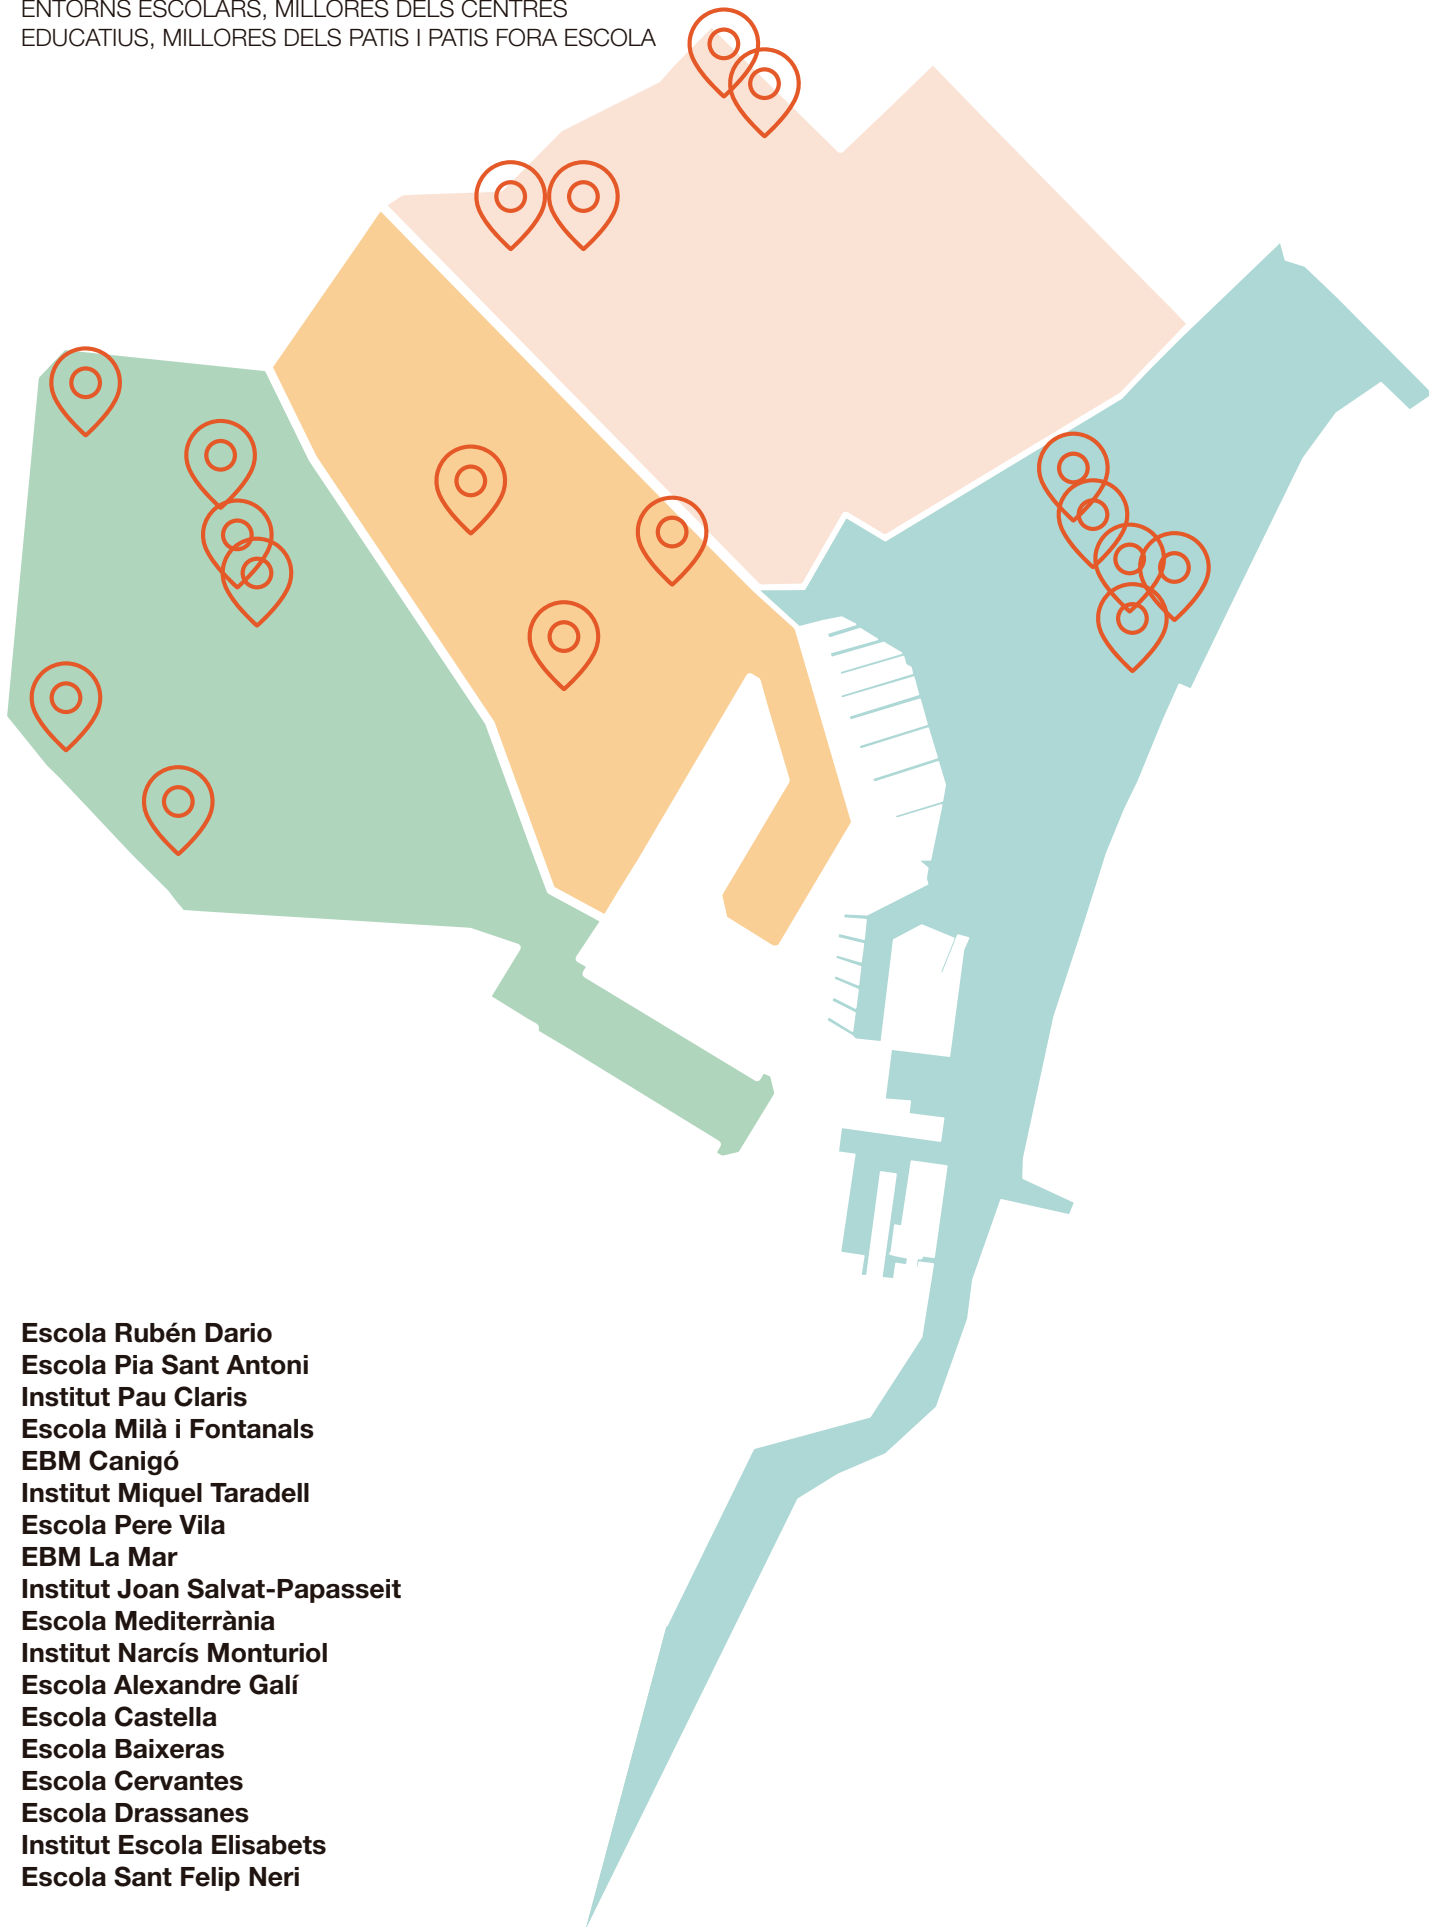 ENTORNS ESCOLARS, MILLORES DELS CENTRES
EDUCATIUS, MILLORES DELS PATIS I PATIS FORA ESCOLA
Escola Rubén Dario
Escola Pia Sant Antoni
Institut Pau Claris
Escola Milà i Fontanals
EBM Canigó
Institut Miquel Taradell
Escola Pere Vila
EBM La Mar
Institut Joan Salvat-Papasseit
Escola Mediterrània
Institut Narcís Monturiol
Escola Alexandre Galí
Escola Castella
Escola Baixeras
Escola Cervantes
Escola Drassanes
Institut Escola Elisabets
Escola Sant Felip Neri